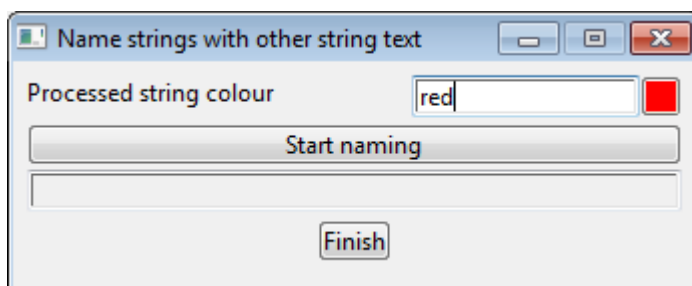 Name strings with other string text
Processed string colour red
Start naming
Finish